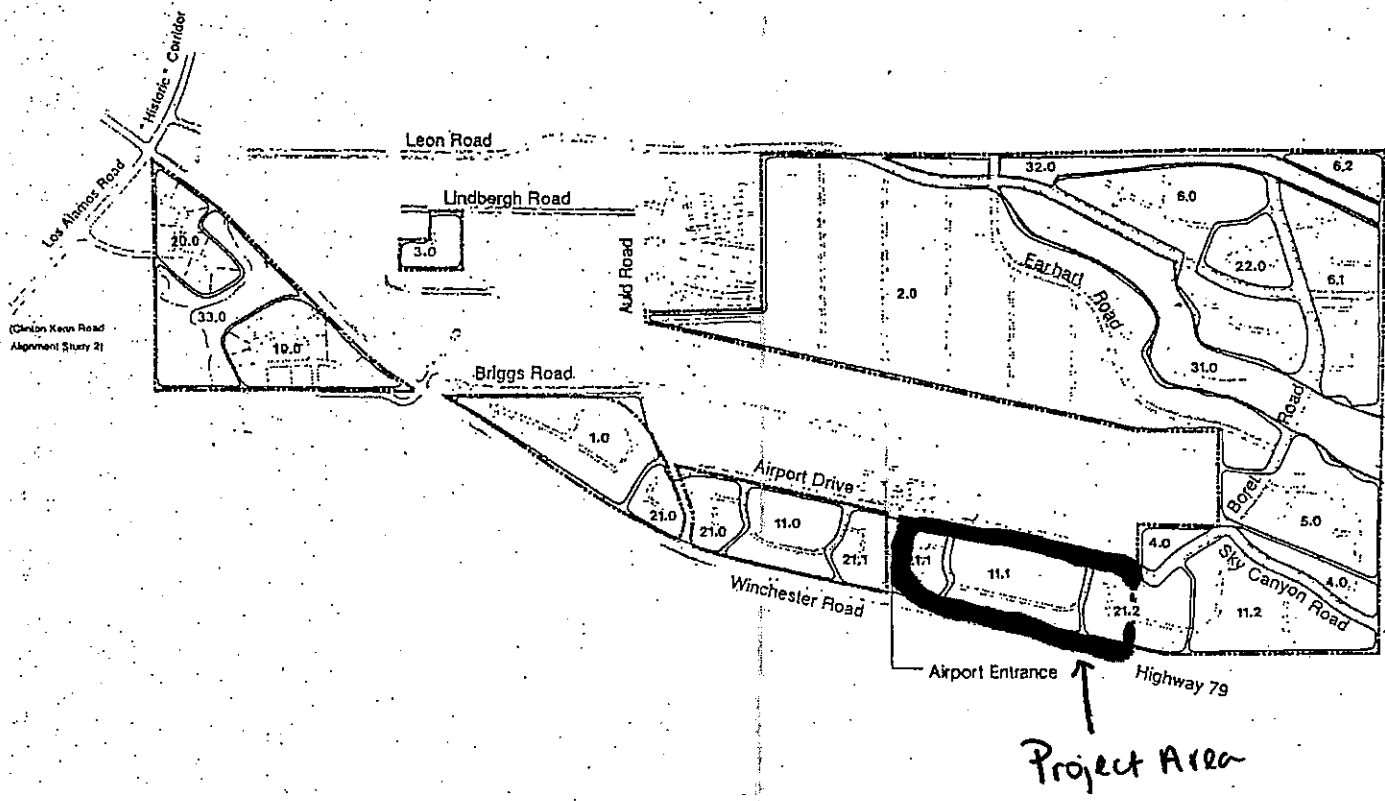 "Historic" Corridor
Los Alamos Road
Leon Road
Lindbergh Road
3.0
Auld Road
20.0
33.0
19.0
(Clinton Keith Road
Alignment Study 2)
Briggs Road
32.0
6.2
6.0
22.0
6.1
2.0
Earhart Road
31.0
Borel Road
1.0
Airport Drive
21.0
21.0
11.0
21.1
11.1
21.2
4.0
5.0
4.0
Sky Canyon Road
11.2
Winchester Road
Airport Entrance
Highway 79
Project Area